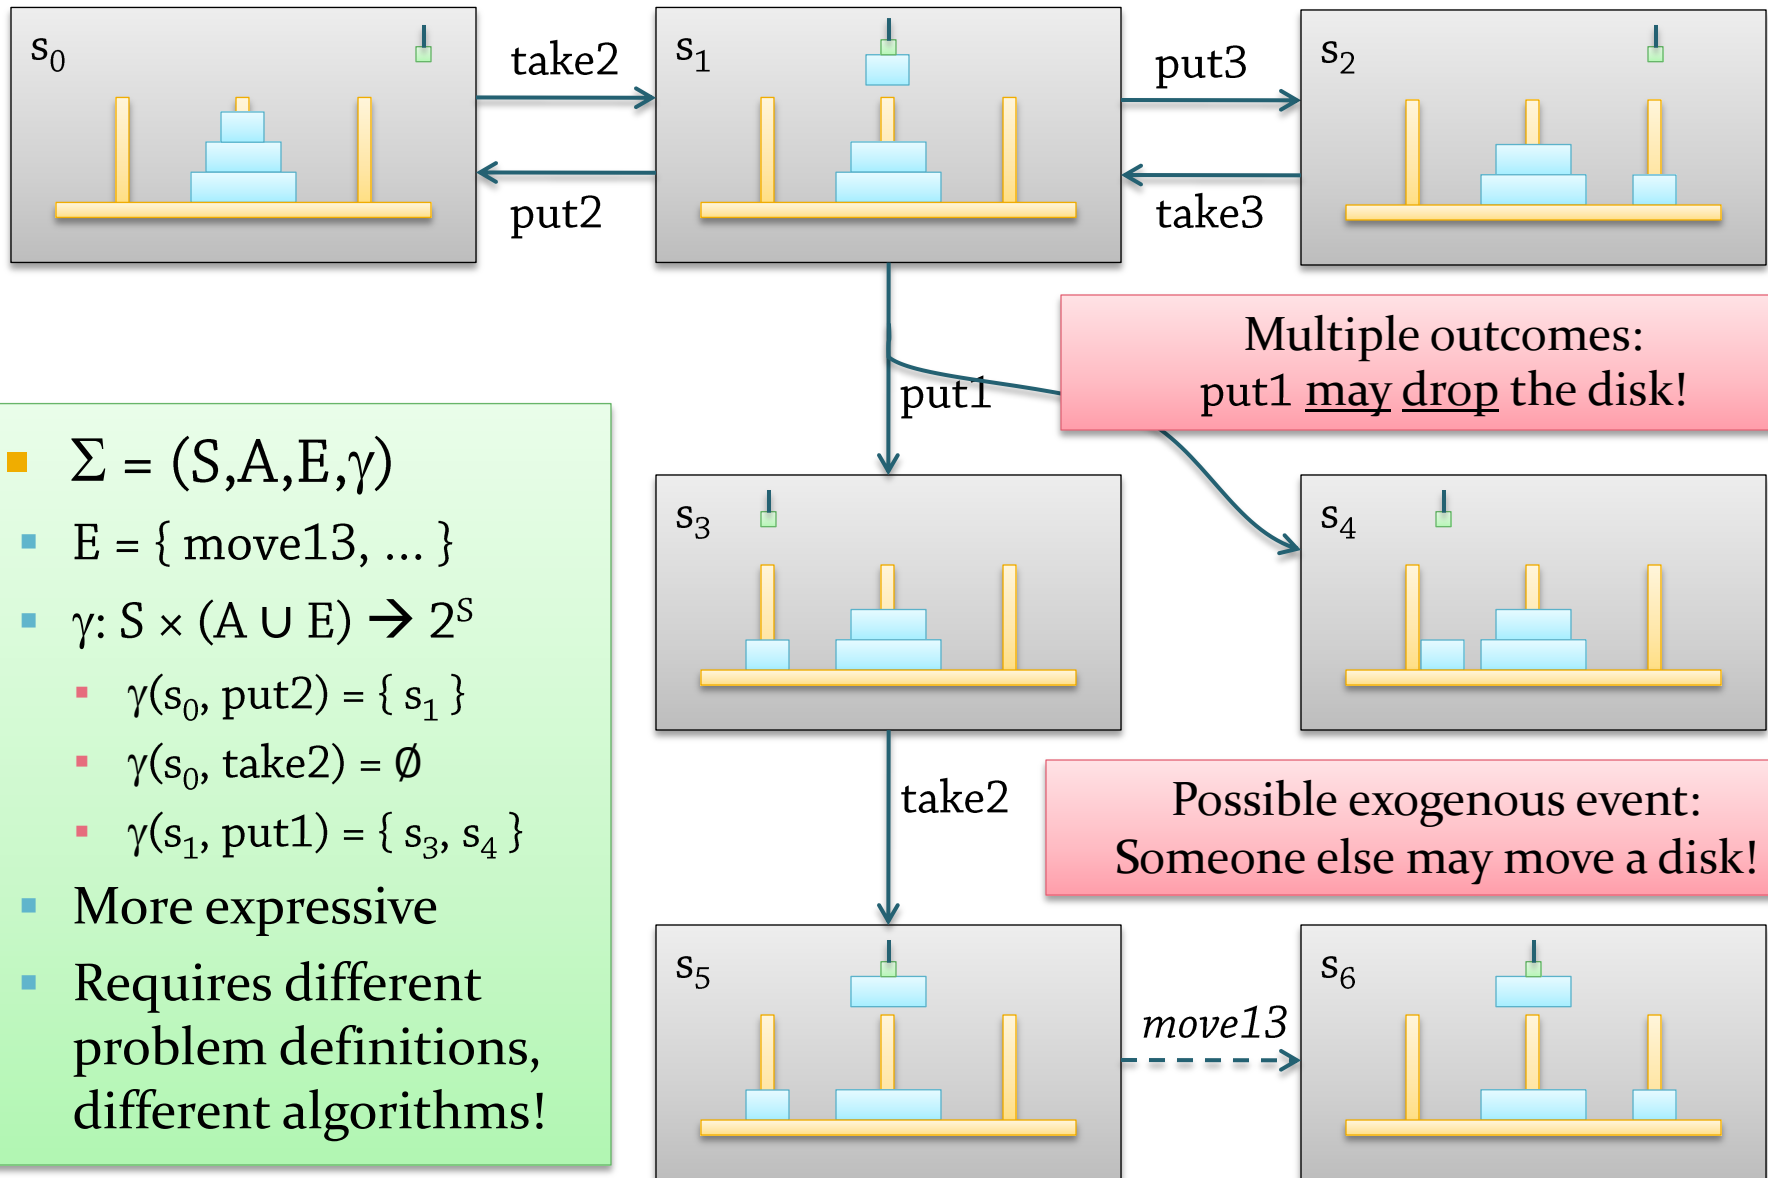 s₀
take2
put2
s₁
put3
take3
s₂
put1
Multiple outcomes:
put1 may drop the disk!
Σ = (S,A,E,γ)
E = { move13, ... }
γ: S × (A ∪ E) → 2ˢ
γ(s₀, put2) = { s₁ }
γ(s₀, take2) = Ø
γ(s₁, put1) = { s₃, s₄ }
More expressive
Requires different
problem definitions,
different algorithms!
s₃
s₄
take2
Possible exogenous event:
Someone else may move a disk!
s₅
move13
s₆